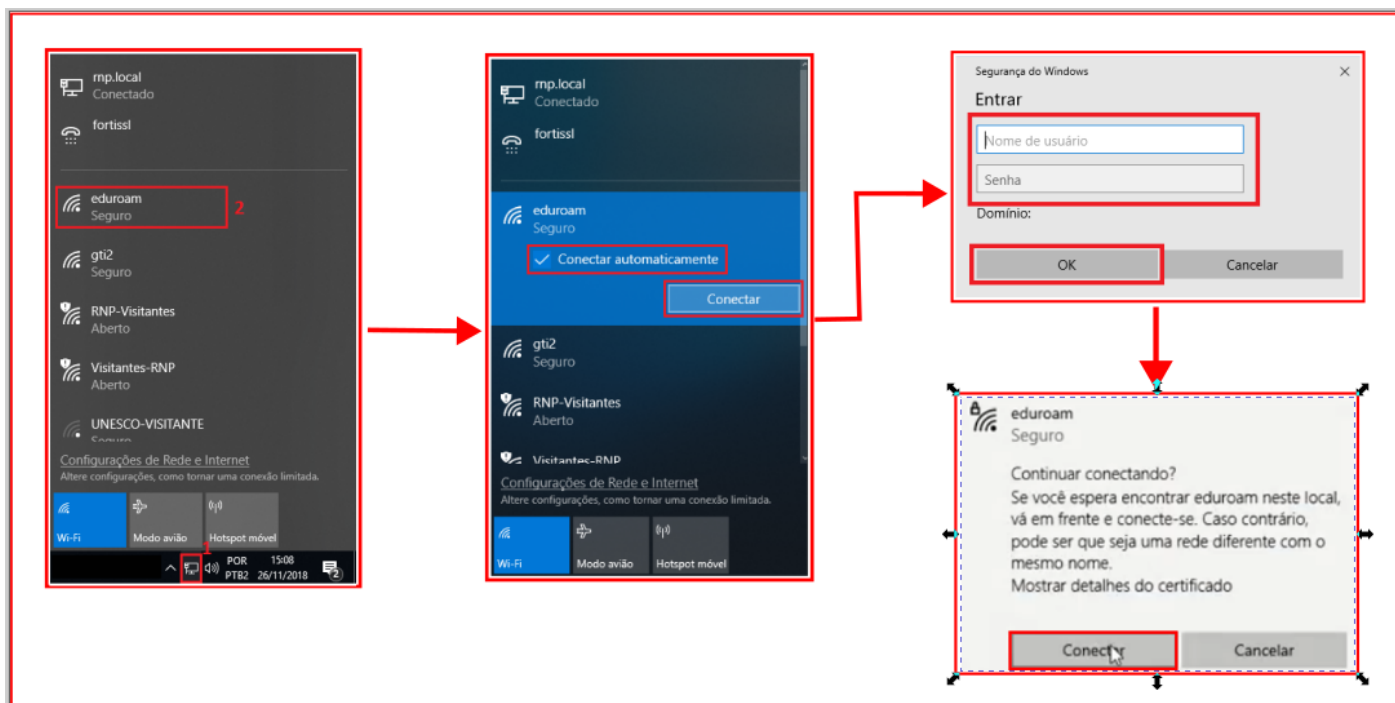 rnp.local
Conectado
fortissl
eduroam
Seguro
2
gti2
Seguro
RNP-Visitantes
Aberto
Visitantes-RNP
Aberto
UNESCO-VISITANTE
Configurações de Rede e Internet
Altere configurações, como tornar uma conexão limitada.
Wi-Fi
Modo avião
Hotspot móvel
1
POR
15:08
PTB2
26/11/2018
2
rnp.local
Conectado
fortissl
eduroam
Seguro
Conectar automaticamente
Conectar
gti2
Seguro
RNP-Visitantes
Aberto
Visitantes-RNP
Configurações de Rede e Internet
Altere configurações, como tornar uma conexão limitada.
Wi-Fi
Modo avião
Hotspot móvel
Segurança do Windows
Entrar
Nome de usuário
Senha
Domínio:
OK
Cancelar
eduroam
Seguro
Continuar conectando?
Se você espera encontrar eduroam neste local,
vá em frente e conecte-se. Caso contrário,
pode ser que seja uma rede diferente com o
mesmo nome.
Mostrar detalhes do certificado
Conectar
Cancelar